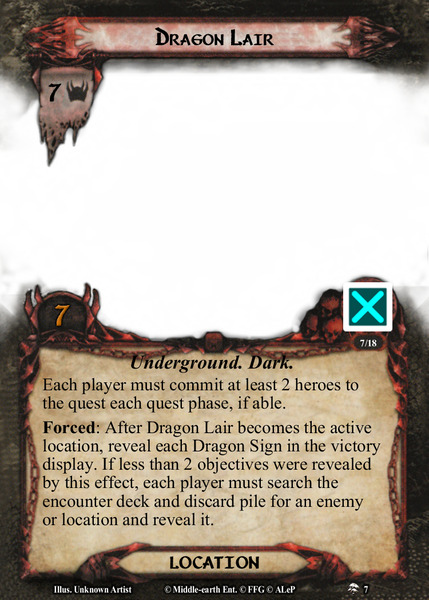 Dragon Lair
7
7
7/18
Underground. Dark.
Each player must commit at least 2 heroes to
the quest each quest phase, if able.
Forced: After Dragon Lair becomes the active
location, reveal each Dragon Sign in the victory
display. If less than 2 objectives were revealed
by this effect, each player must search the
encounter deck and discard pile for an enemy
or location and reveal it.
LOCATION
Illus. Unknown Artist © Middle-earth Ent. © FFG © ALeP 7